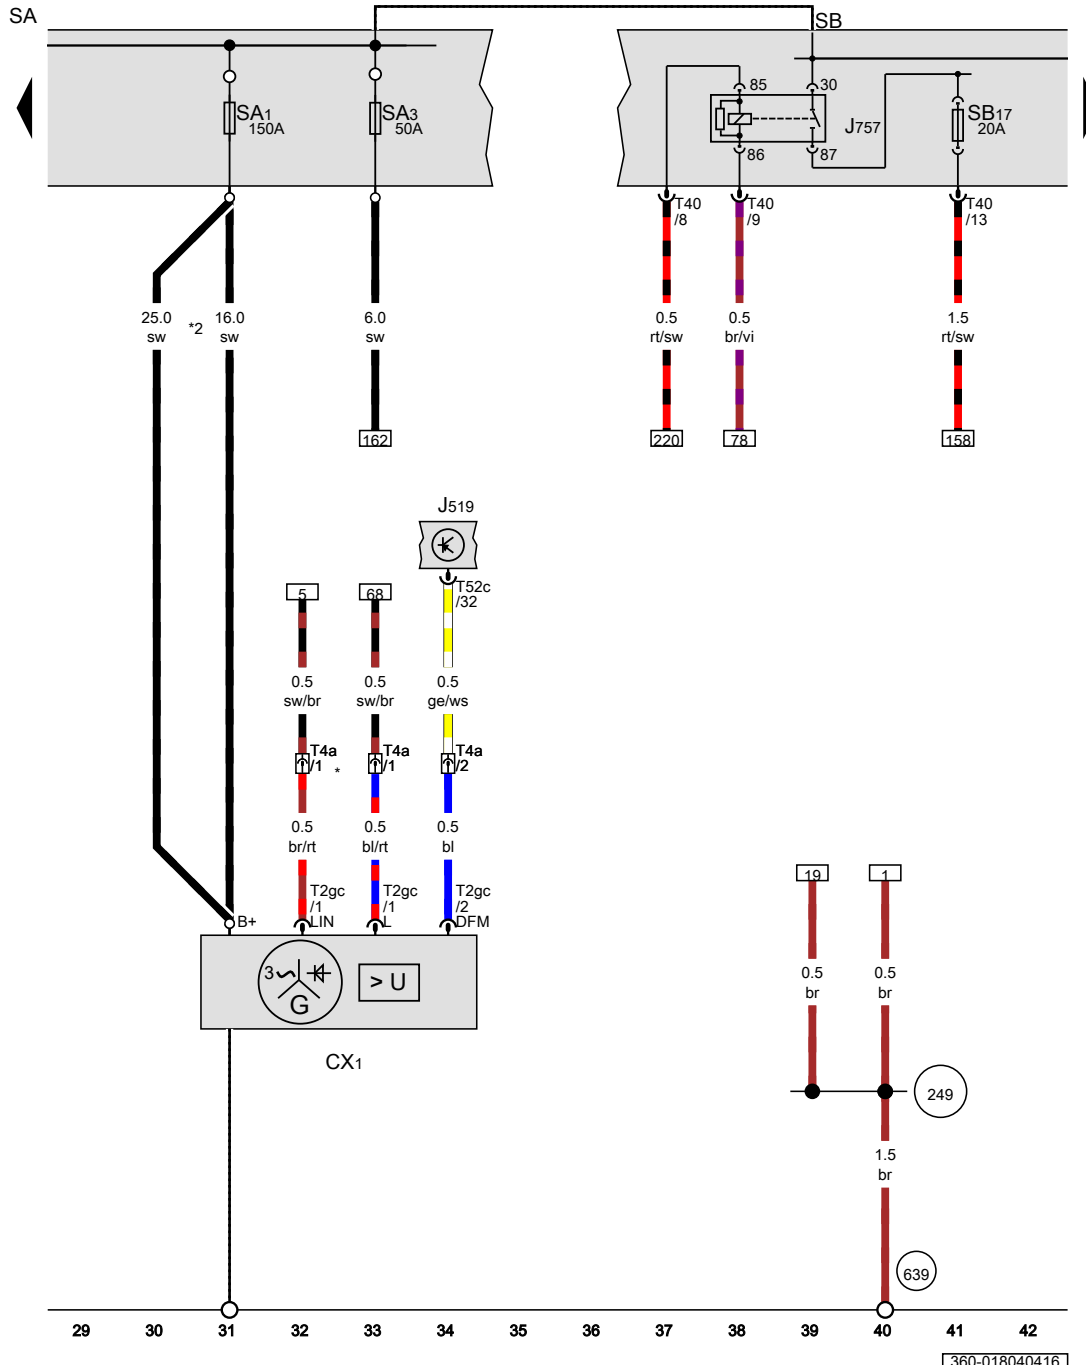 SA
SB
SA1
150A
SA3
50A
85
30
J757
SB17
20A
86
87
T40
/8
T40
/9
T40
/13
25.0
sw
*2
16.0
sw
6.0
sw
0.5
rt/sw
0.5
br/vi
1.5
rt/sw
162
220
78
158
J519
T52c
/32
5
68
0.5
sw/br
0.5
sw/br
0.5
ge/ws
T4a
/1
*
T4a
/1
T4a
/2
0.5
br/rt
0.5
bl/rt
0.5
bl
T2gc
/1
LIN
T2gc
/1
L
T2gc
/2
DFM
B+
3
G
> U
CX1
19
1
0.5
br
0.5
br
249
1.5
br
639
29 30 31 32 33 34 35 36 37 38 39 40 41 42
360-018040416